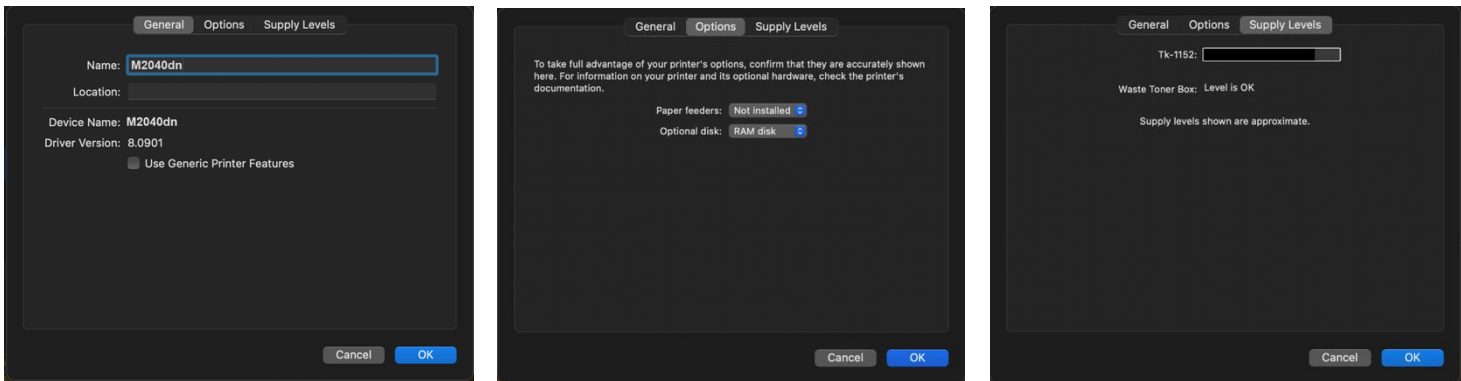 General Options Supply Levels
Name: M2040dn
Location:
Device Name: M2040dn
Driver Version: 8.0901
Use Generic Printer Features
Cancel OK
General Options Supply Levels
To take full advantage of your printer's options, confirm that they are accurately shown
here. For information on your printer and its optional hardware, check the printer's
documentation.
Paper feeders: Not installed
Optional disk: RAM disk
Cancel OK
General Options Supply Levels
Tk-1152:
Waste Toner Box: Level is OK
Supply levels shown are approximate.
Cancel OK